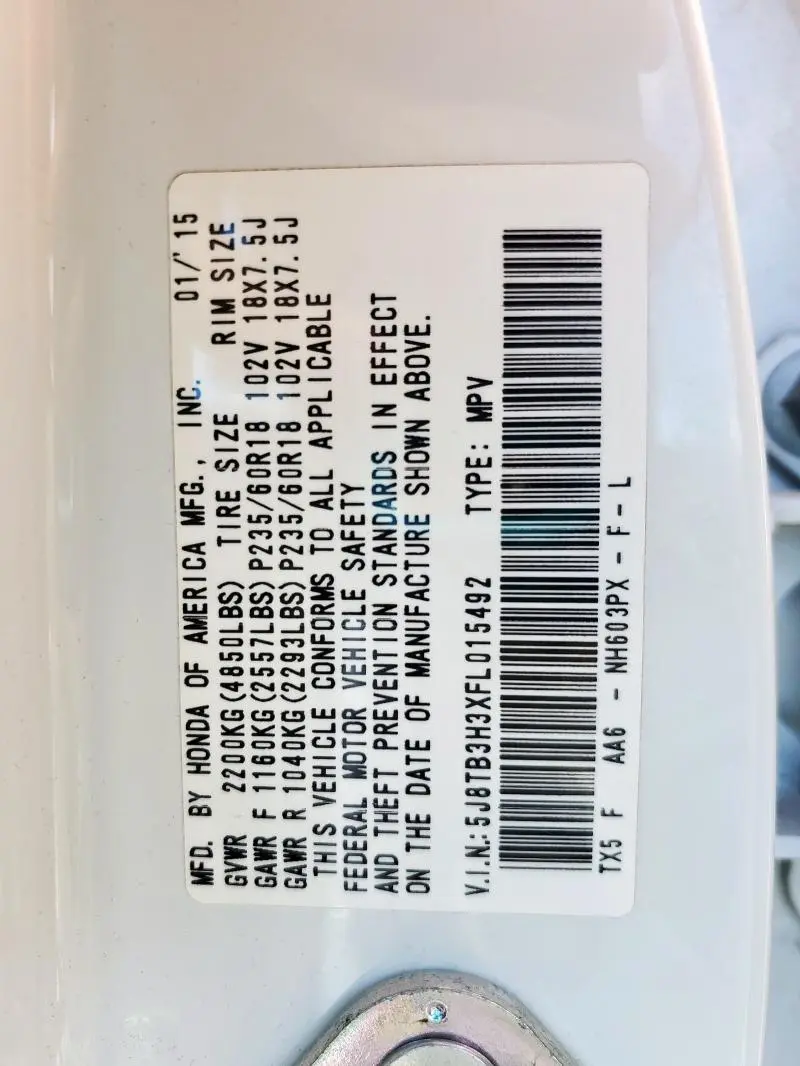 MFD. BY HONDA OF AMERICA MFG., INC. 01/'15
GVWR 2200KG(4850LBS) TIRE SIZE RIM SIZE
GAWR F 1160KG(2557LBS)P235/60R18 102V 18X7.5J
GAWR R 1040KG(2293LBS)P235/60R18 102V 18X7.5J
THIS VEHICLE CONFORMS TO ALL APPLICABLE
FEDERAL MOTOR VEHICLE SAFETY
AND THEFT PREVENTION STANDARDS IN EFFECT
ON THE DATE OF MANUFACTURE SHOWN ABOVE.
V.I.N.: 5J8TB3H3XFL015492 TYPE: MPV
TX5 F AA6 - NH603PX - F - L